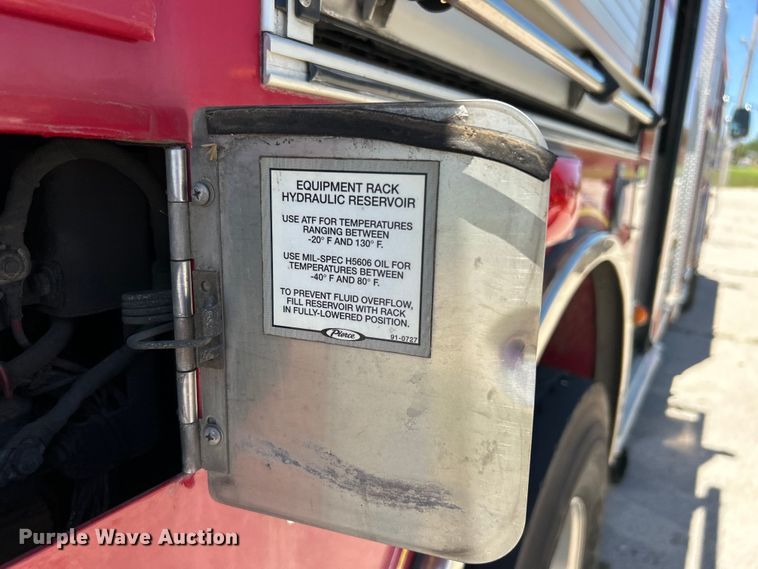 EQUIPMENT RACK
HYDRAULIC RESERVOIR
USE ATF FOR TEMPERATURES
RANGING BETWEEN
-20° F AND 130° F.
USE MIL-SPEC H5606 OIL FOR
TEMPERATURES BETWEEN
-40° F AND 80° F.
TO PREVENT FLUID OVERFLOW,
FILL RESERVOIR WITH RACK
IN FULLY-LOWERED POSITION.
Pierce
91-0727
Purple Wave Auction